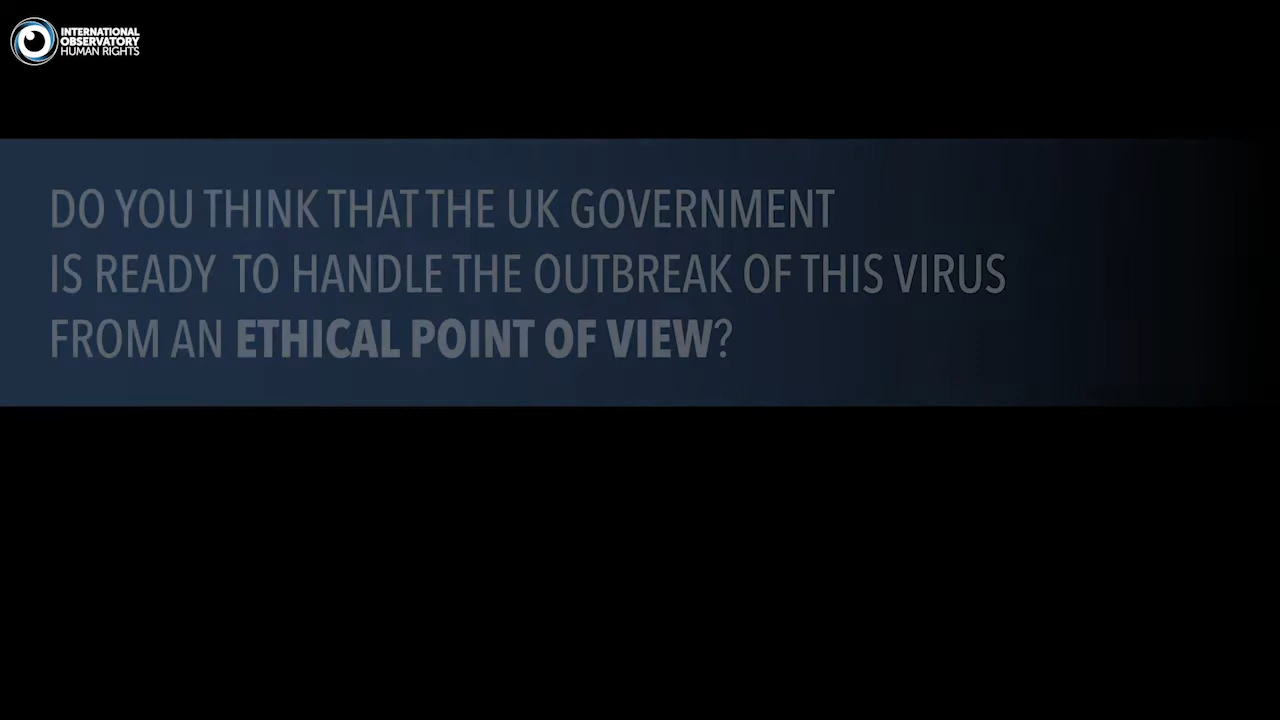 INTERNATIONAL
OBSERVATORY
HUMAN RIGHTS
DO YOU THINK THAT THE UK GOVERNMENT
IS READY TO HANDLE THE OUTBREAK OF THIS VIRUS
FROM AN ETHICAL POINT OF VIEW?